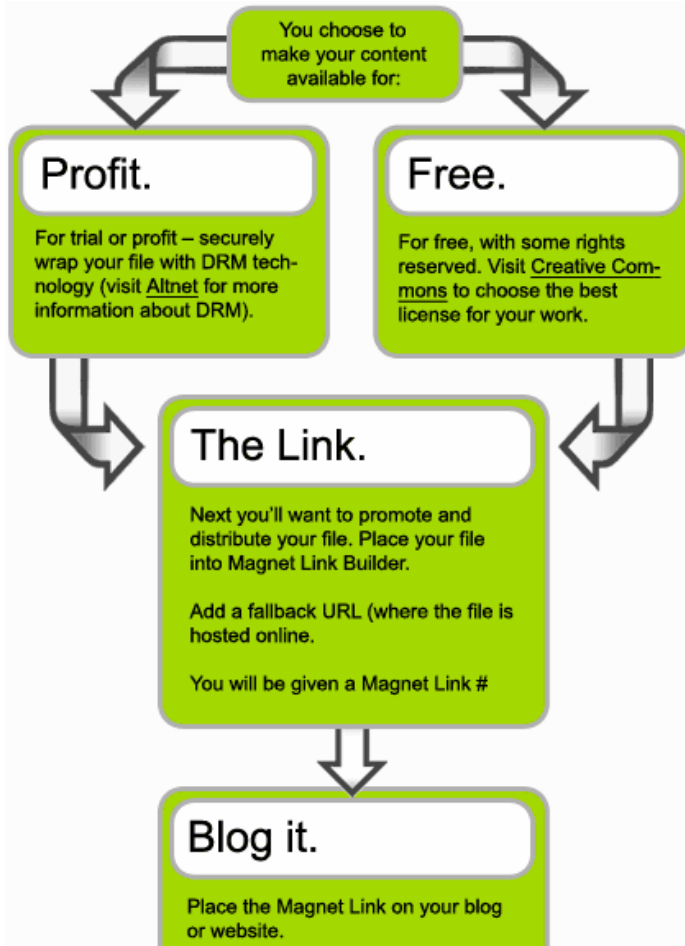 You choose to
make your content
available for:
Profit.
For trial or profit – securely
wrap your file with DRM tech-
nology (visit Altnet for more
information about DRM).
Free.
For free, with some rights
reserved. Visit Creative Com-
mons to choose the best
license for your work.
The Link.
Next you'll want to promote and
distribute your file. Place your file
into Magnet Link Builder.
Add a fallback URL (where the file is
hosted online.
You will be given a Magnet Link #
Blog it.
Place the Magnet Link on your blog
or website.